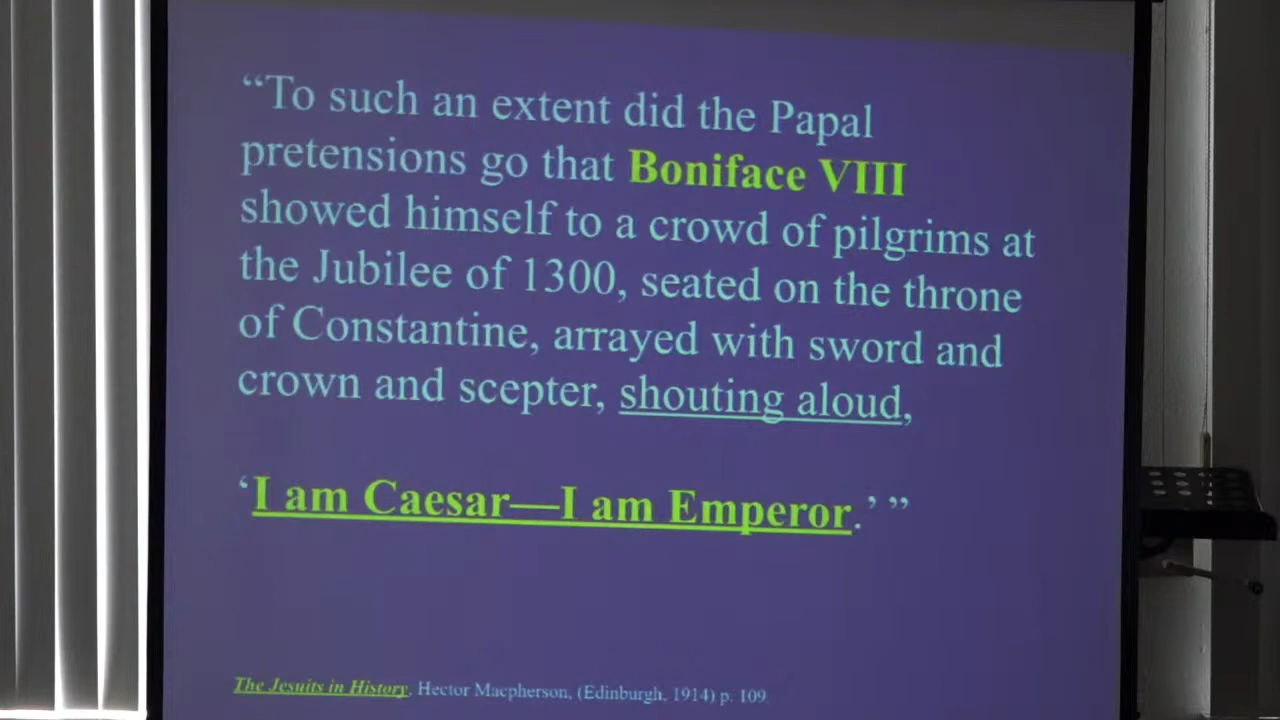 “To such an extent did the Papal
pretensions go that Boniface VIII
showed himself to a crowd of pilgrims at
the Jubilee of 1300, seated on the throne
of Constantine, arrayed with sword and
crown and scepter, shouting aloud,
‘I am Caesar—I am Emperor.’ ”
The Jesuits in History, Hector Macpherson, (Edinburgh, 1914) p. 109